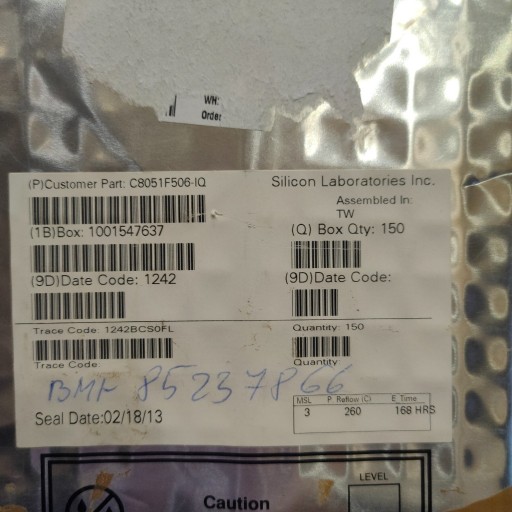 WH:
Order
(P)Customer Part: C8051F506-IQ
Silicon Laboratories Inc.
Assembled In:
TW
(1B)Box: 1001547637
(Q) Box Qty: 150
(9D)Date Code: 1242
(9D)Date Code:
Trace Code: 1242BCS0FL
Quantity: 150
Trace Code:
Quantity:
85237866
Seal Date:02/18/13
MSL P. Reflow (C) E. Time
3 260 168 HRS
LEVEL
Caution